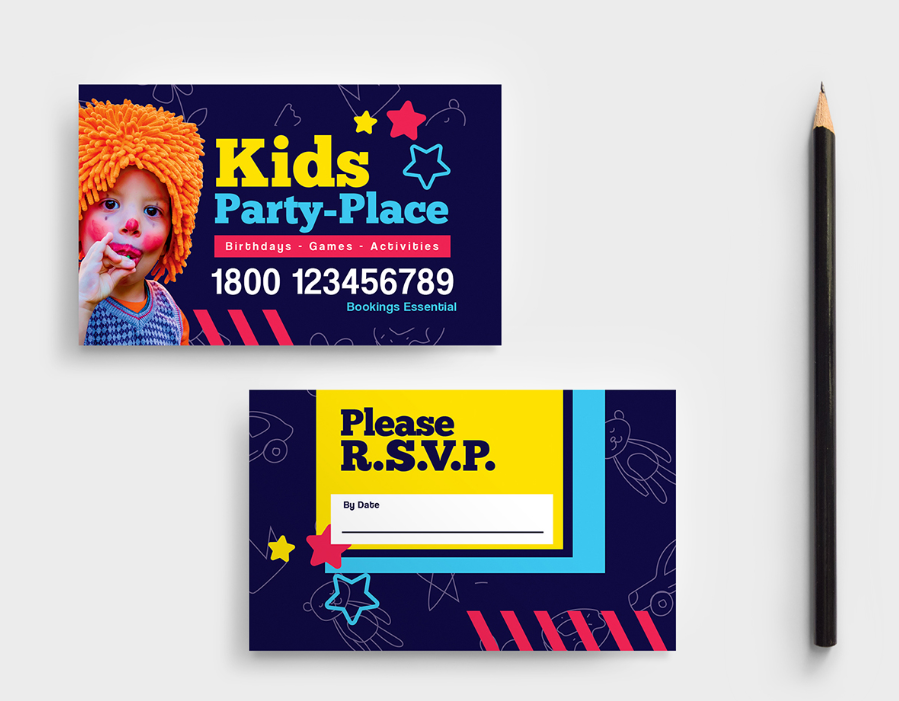 Kids
Party-Place
Birthdays - Games - Activities
1800 123456789
Bookings Essential
Please
R.S.V.P.
By Date